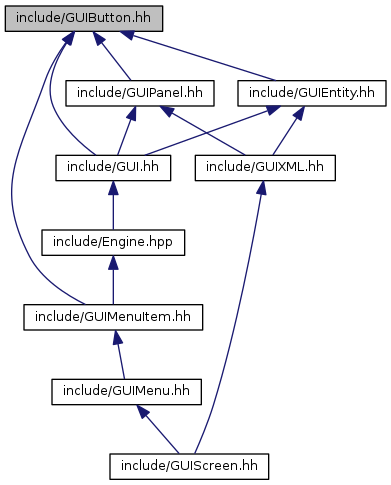 include/GUIButton.hh
include/GUIPanel.hh
include/GUIEntity.hh
include/GUI.hh
include/GUIXML.hh
include/Engine.hpp
include/GUIMenuItem.hh
include/GUIMenu.hh
include/GUIScreen.hh